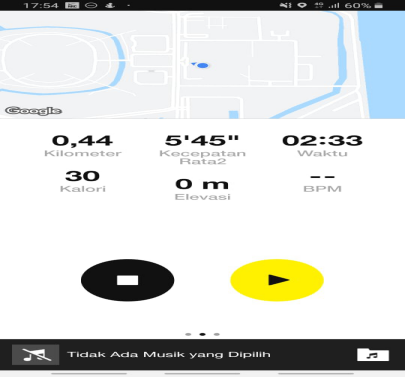 17:54 60%
Google
0,44 5'45" 02:33
Kilometer Kecepatan Waktu
Rata2
30 0 m --
Kalori Elevasi BPM
Tidak Ada Musik yang Dipilih